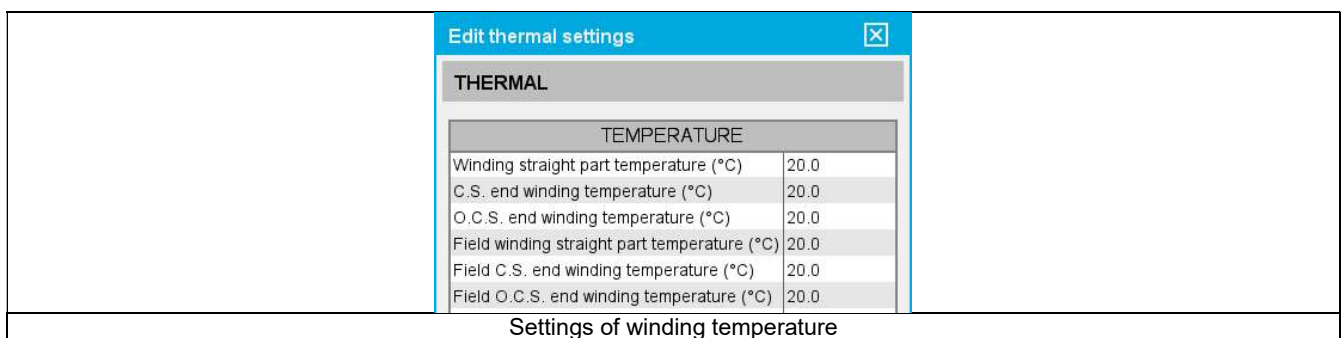 Edit thermal settings
THERMAL
TEMPERATURE
Winding straight part temperature (°C) 20.0
C.S. end winding temperature (°C) 20.0
O.C.S. end winding temperature (°C) 20.0
Field winding straight part temperature (°C) 20.0
Field C.S. end winding temperature (°C) 20.0
Field O.C.S. end winding temperature (°C) 20.0
Settings of winding temperature